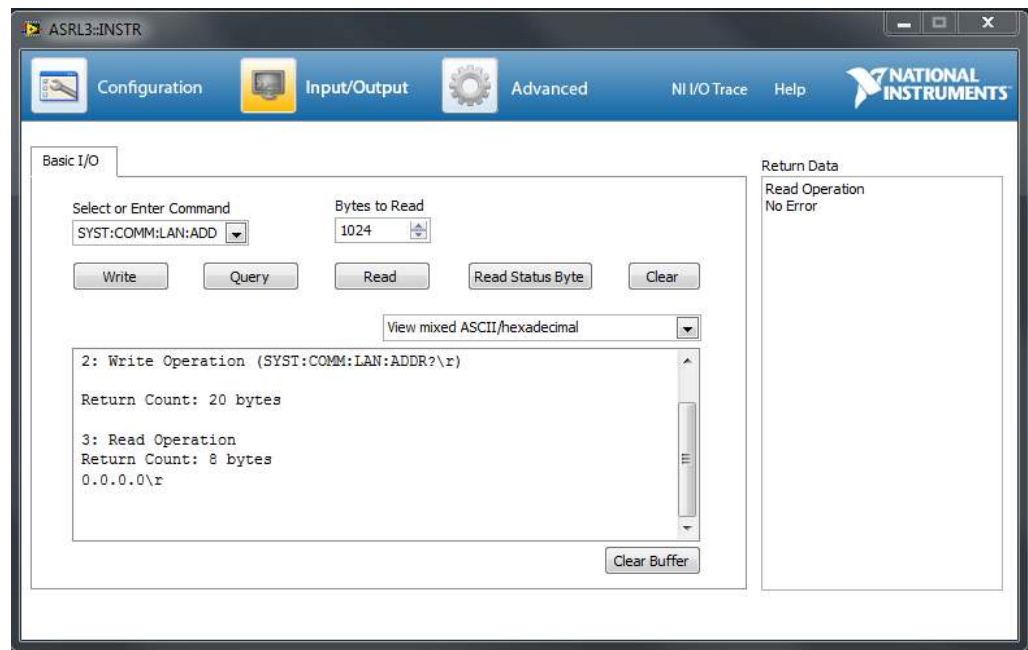 ASRL3::INSTR
Configuration
Input/Output
Advanced
NI I/O Trace
Help
NATIONAL
INSTRUMENTS
Basic I/O
Select or Enter Command
Bytes to Read
SYST:COMM:LAN:ADD
1024
Write
Query
Read
Read Status Byte
Clear
View mixed ASCII/hexadecimal
2: Write Operation (SYST:COMM:LAN:ADDR?\r)
Return Count: 20 bytes
3: Read Operation
Return Count: 8 bytes
0.0.0.0\r
Clear Buffer
Return Data
Read Operation
No Error